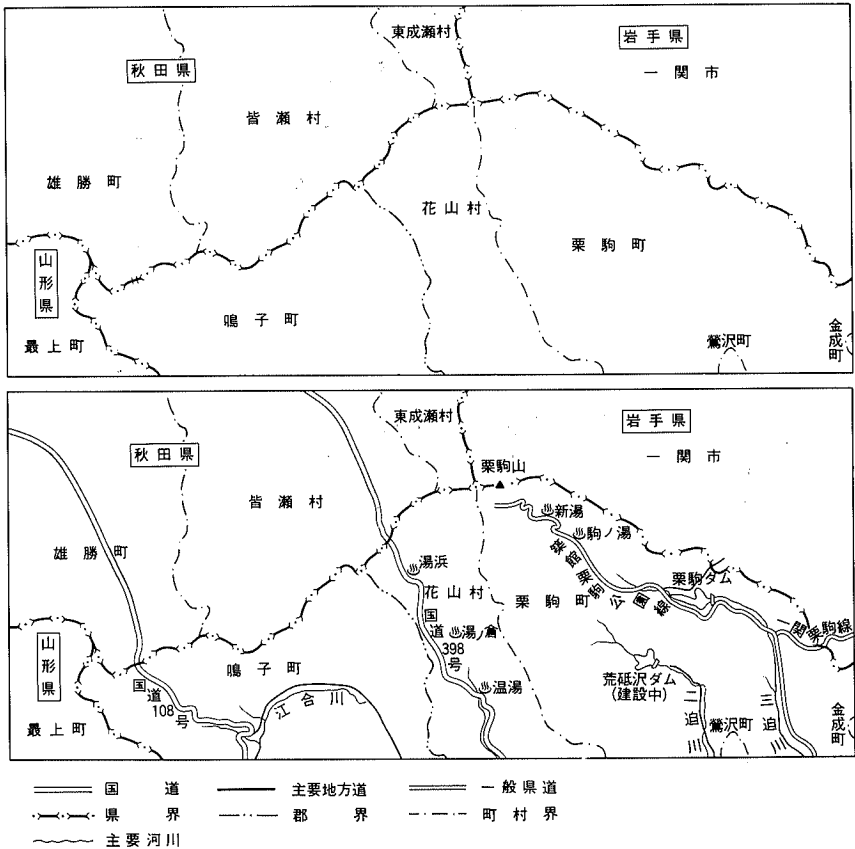 東成瀬村
岩手県
秋田県
一関市
皆瀬村
雄勝町
花山村
栗駒町
山形県
鳴子町
最上町
鶯沢町
金成町
東成瀬村
岩手県
秋田県
一関市
栗駒山
皆瀬村
新湯
駒ノ湯
雄勝町
湯浜
築館栗駒公園線
栗駒ダム
花山村
栗駒町
一関栗駒線
国道398号
湯ノ倉
山形県
鳴子町
国道108号
江合川
温湯
荒砥沢ダム
(建設中)
二迫川
三迫川
最上町
鶯沢町
金成町
国道
主要地方道
一般県道
県界
郡界
町村界
主要河川